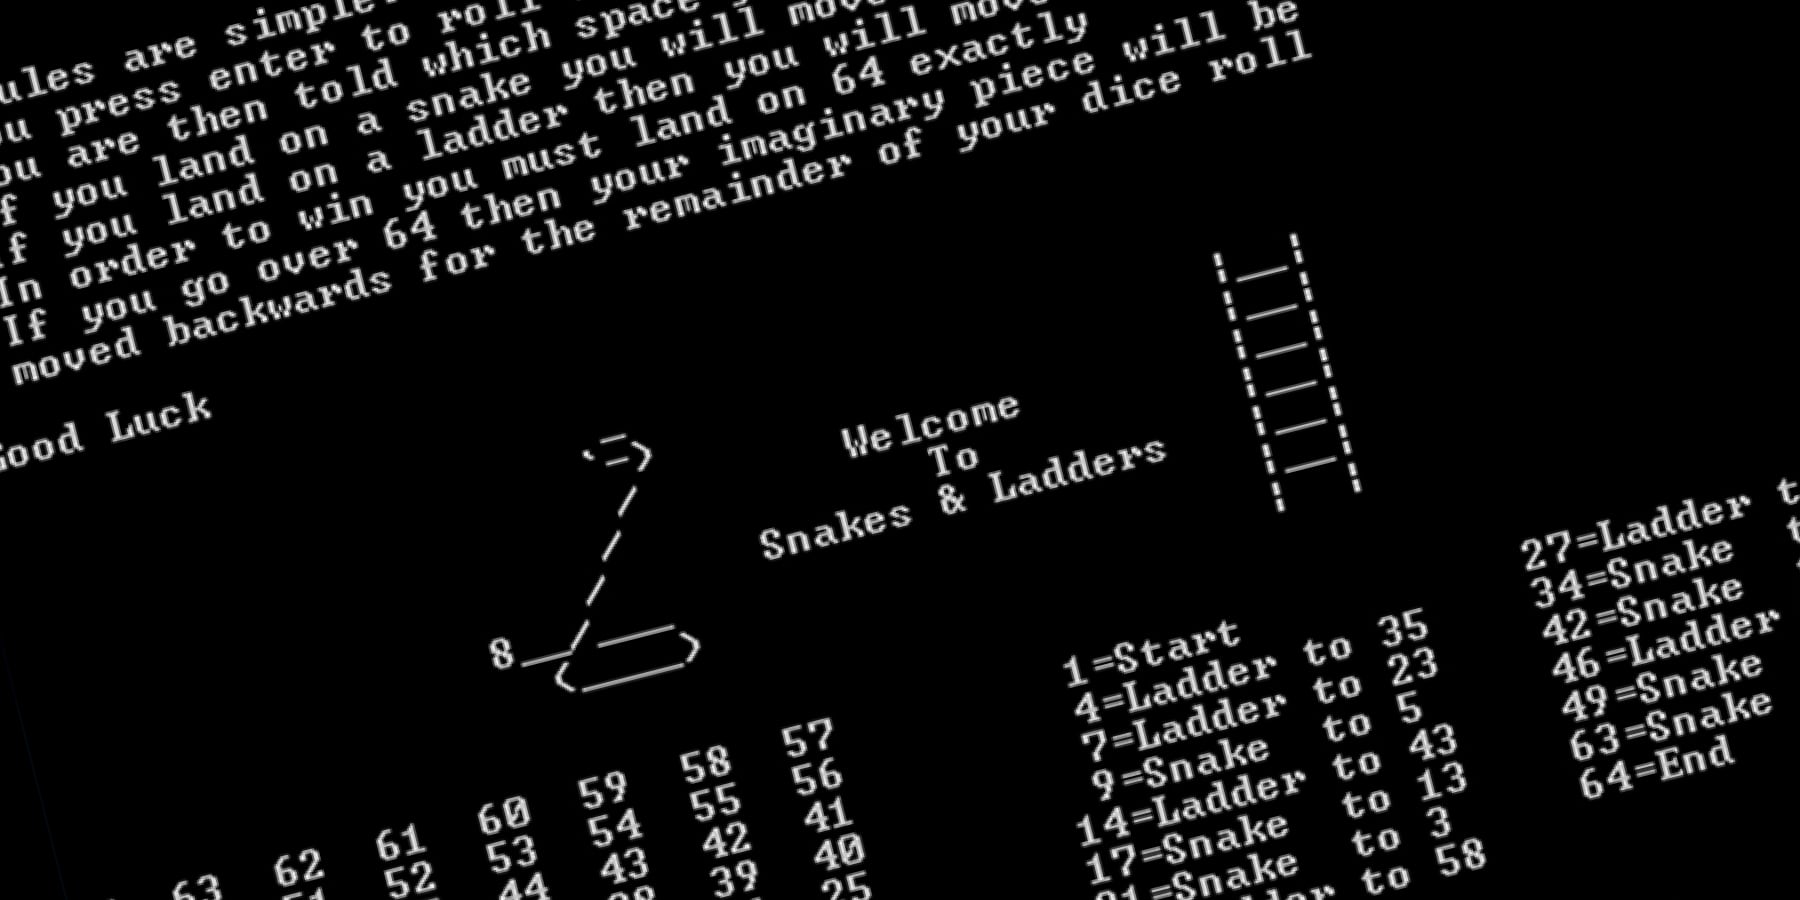 are simple
press enter to roll
are then told which space
you land on a snake you will
you land on a ladder then you will
In order to win you must land on 64 exactly
If you go over 64 then your imaginary piece will be
moved backwards for the remainder of your dice roll
Good Luck
Welcome
To
Snakes & Ladders
8
1=Start
4=Ladder to 35
7=Ladder to 23
9=Snake to 5
14=Ladder to 43
17=Snake to 13
=Snake to 3
to 58
27=Ladder
34=Snake
42=Snake
46=Ladder
49=Snake
63=Snake
64=End
63 62 61 60 59 58 57
52 53 54 55 56
44 43 42 41
39 40
25